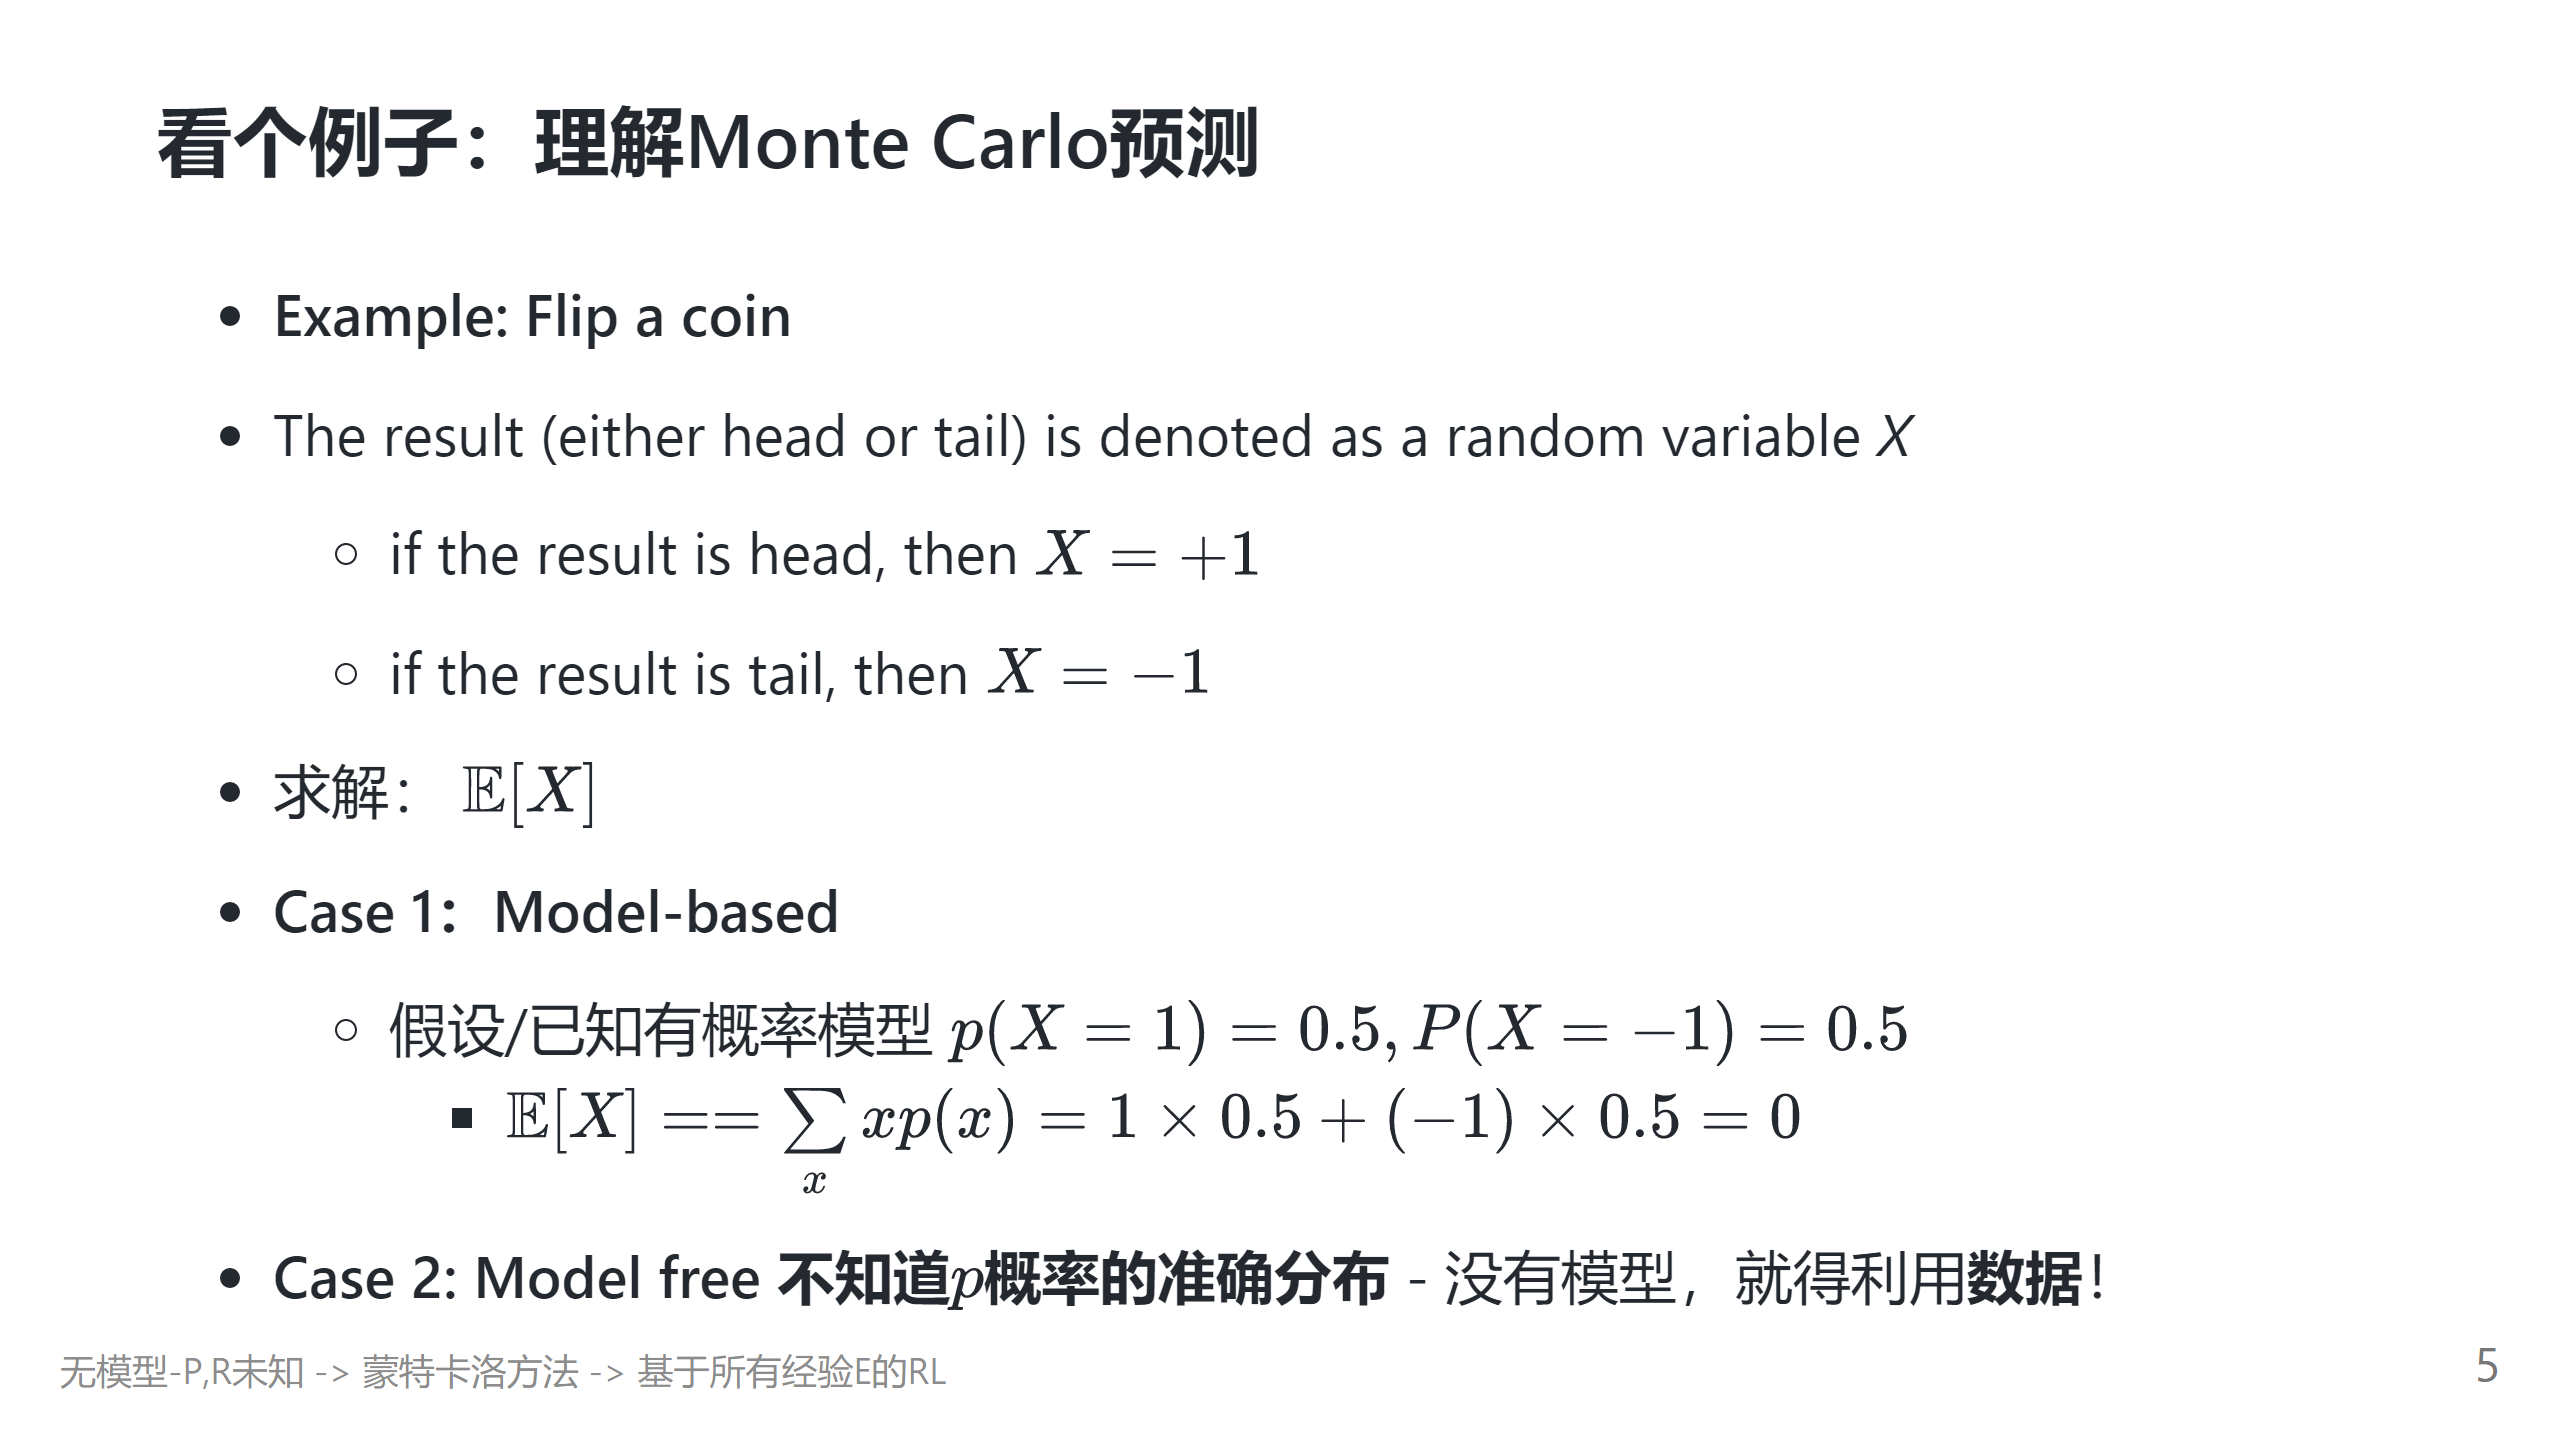 看个例子：理解Monte Carlo预测
• Example: Flip a coin
• The result (either head or tail) is denoted as a random variable X
○ if the result is head, then X = +1
○ if the result is tail, then X = −1
• 求解： 𝔼[X]
• Case 1：Model-based
○ 假设/已知有概率模型 p(X = 1) = 0.5, P(X = −1) = 0.5
▪ 𝔼[X] == ∑ₓ xp(x) = 1 × 0.5 + (−1) × 0.5 = 0
• Case 2: Model free 不知道p概率的准确分布 - 没有模型，就得利用数据！
无模型-P,R未知 -> 蒙特卡洛方法 -> 基于所有经验E的RL
5